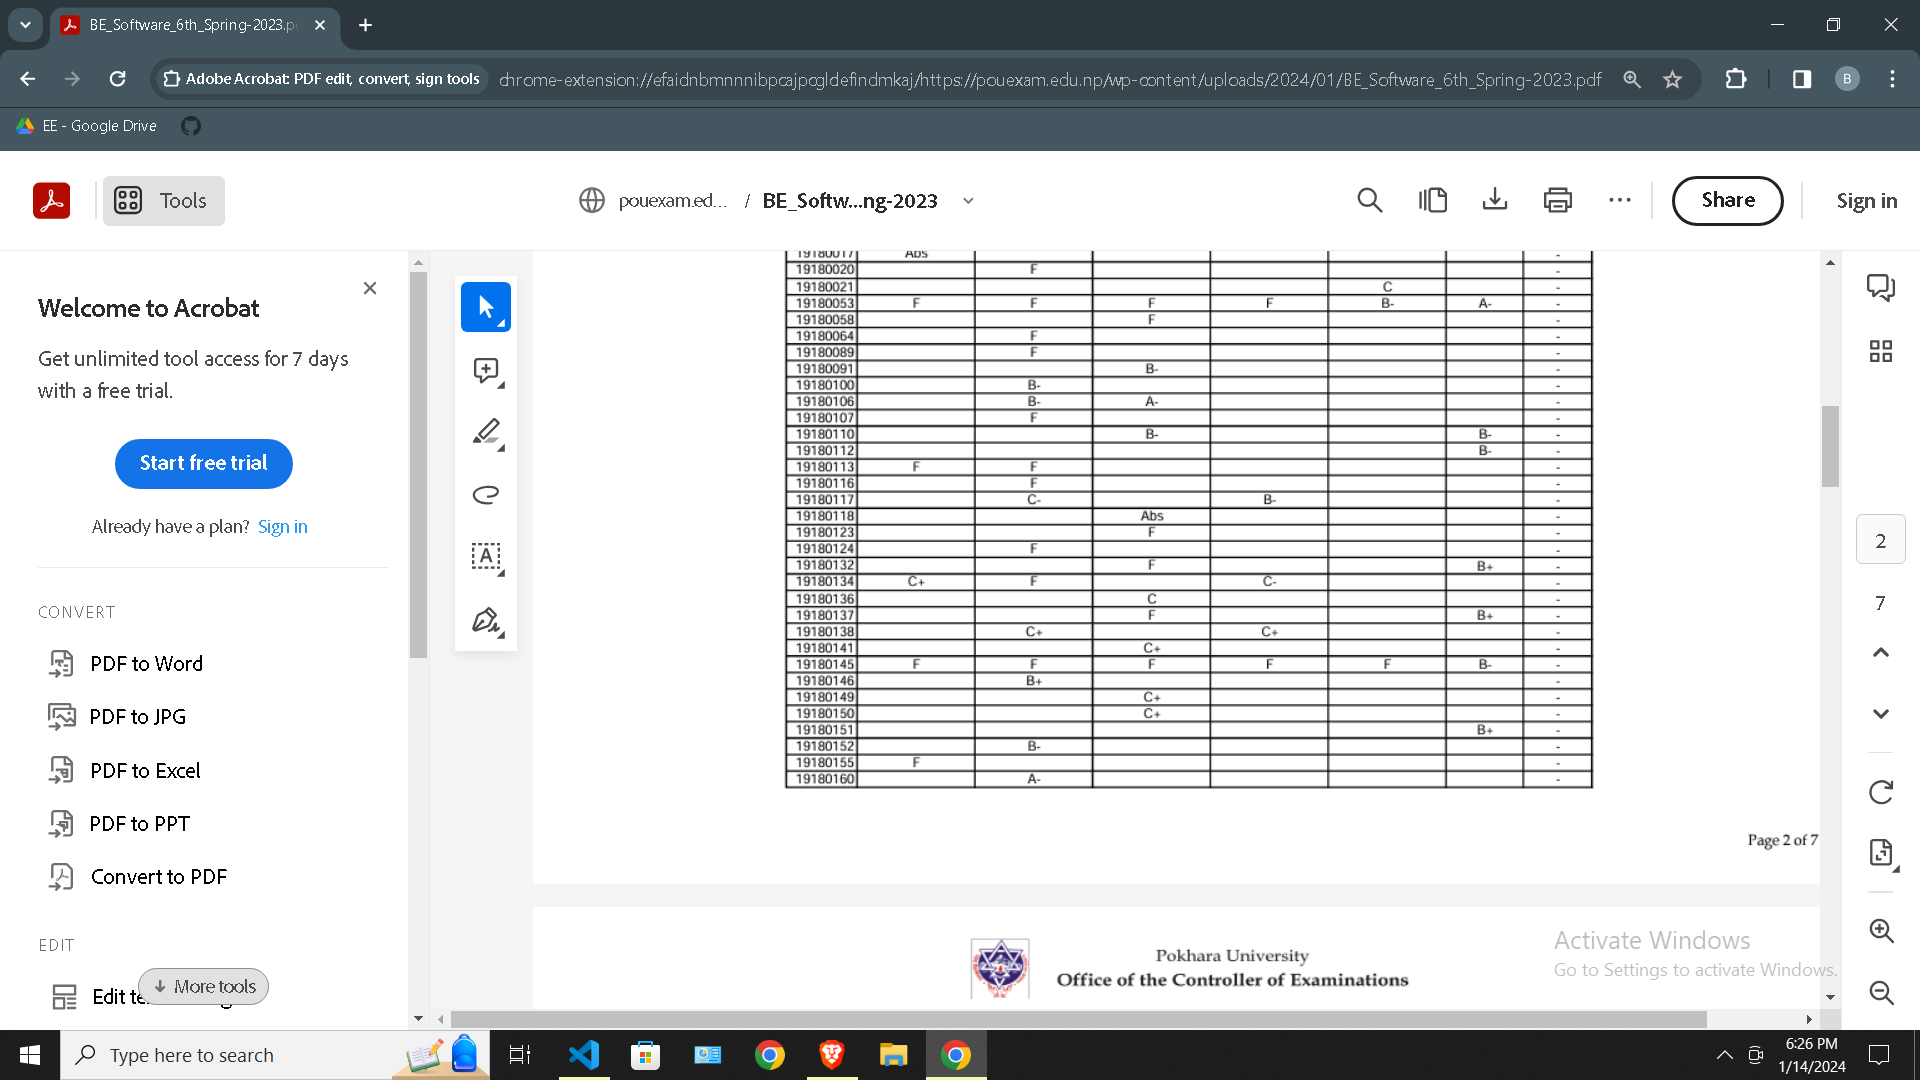 BE_Software_6th_Spring-2023.p
Adobe Acrobat: PDF edit, convert, sign tools
chrome-extension://efaidnbmnnnibpcajpcglclefindmkaj/https://pouexam.edu.np/wp-content/uploads/2024/01/BE_Software_6th_Spring-2023.pdf
B
EE - Google Drive
Tools
pouexam.ed... / BE_Softw...ng-2023
Share
Sign in
Welcome to Acrobat
Get unlimited tool access for 7 days
with a free trial.
Start free trial
Already have a plan? Sign in
CONVERT
PDF to Word
PDF to JPG
PDF to Excel
PDF to PPT
Convert to PDF
EDIT
More tools
19180017 Abs -
19180020 F -
19180021 C -
19180053 F F F F B- A- -
19180058 F -
19180064 F -
19180089 F -
19180091 B- -
19180100 B- -
19180106 B- A- -
19180107 F -
19180110 B- B- -
19180112 B- -
19180113 F F -
19180116 F -
19180117 C- B- -
19180118 Abs -
19180123 F -
19180124 F -
19180132 F B+ -
19180134 C+ F C- -
19180136 C -
19180137 F B+ -
19180138 C+ C+ -
19180141 C+ -
19180145 F F F F F B- -
19180146 B+ -
19180149 C+ -
19180150 C+ -
19180151 B+ -
19180152 B- -
19180155 F -
19180160 A- -
Page 2 of 7
Pokhara University
Office of the Controller of Examinations
2
7
Activate Windows
Go to Settings to activate Windows.
Type here to search
6:26 PM
1/14/2024